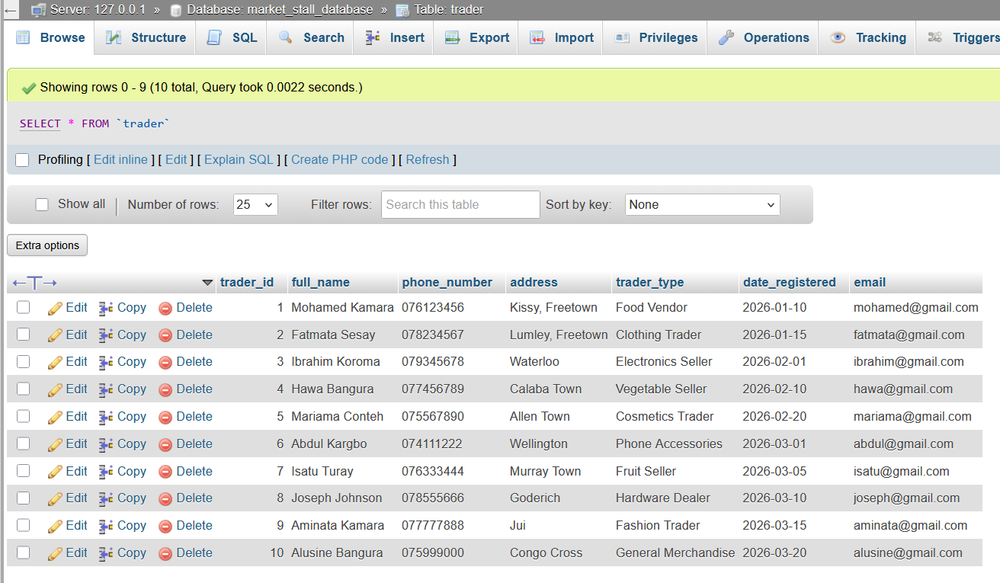 ← Server: 127.0.0.1 » Database: market_stall_database » Table: trader
Browse Structure SQL Search Insert Export Import Privileges Operations Tracking Triggers
Showing rows 0 - 9 (10 total, Query took 0.0022 seconds.)
SELECT * FROM `trader`
Profiling [ Edit inline ] [ Edit ] [ Explain SQL ] [ Create PHP code ] [ Refresh ]
Show all | Number of rows: 25 Filter rows: Search this table Sort by key: None
Extra options
←T→ trader_id full_name phone_number address trader_type date_registered email
Edit Copy Delete 1 Mohamed Kamara 076123456 Kissy, Freetown Food Vendor 2026-01-10 mohamed@gmail.com
Edit Copy Delete 2 Fatmata Sesay 078234567 Lumley, Freetown Clothing Trader 2026-01-15 fatmata@gmail.com
Edit Copy Delete 3 Ibrahim Koroma 079345678 Waterloo Electronics Seller 2026-02-01 ibrahim@gmail.com
Edit Copy Delete 4 Hawa Bangura 077456789 Calaba Town Vegetable Seller 2026-02-10 hawa@gmail.com
Edit Copy Delete 5 Mariama Conteh 075567890 Allen Town Cosmetics Trader 2026-02-20 mariama@gmail.com
Edit Copy Delete 6 Abdul Kargbo 074111222 Wellington Phone Accessories 2026-03-01 abdul@gmail.com
Edit Copy Delete 7 Isatu Turay 076333444 Murray Town Fruit Seller 2026-03-05 isatu@gmail.com
Edit Copy Delete 8 Joseph Johnson 078555666 Goderich Hardware Dealer 2026-03-10 joseph@gmail.com
Edit Copy Delete 9 Aminata Kamara 077777888 Jui Fashion Trader 2026-03-15 aminata@gmail.com
Edit Copy Delete 10 Alusine Bangura 075999000 Congo Cross General Merchandise 2026-03-20 alusine@gmail.com